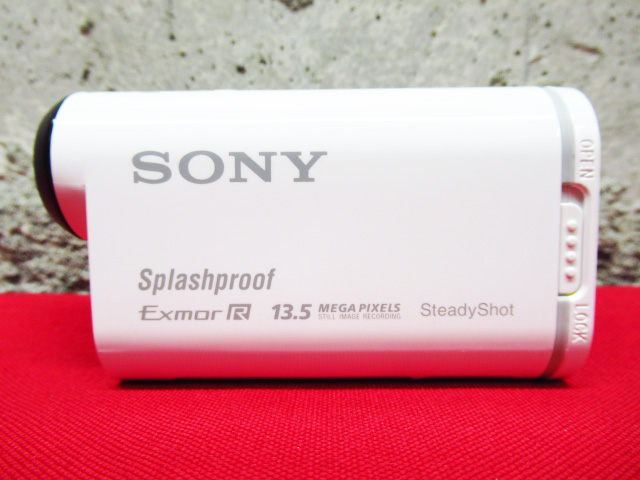 SONY
Splashproof
Exmor R 13.5 MEGA PIXELS SteadyShot
STILL IMAGE RECORDING
OPEN
LOCK